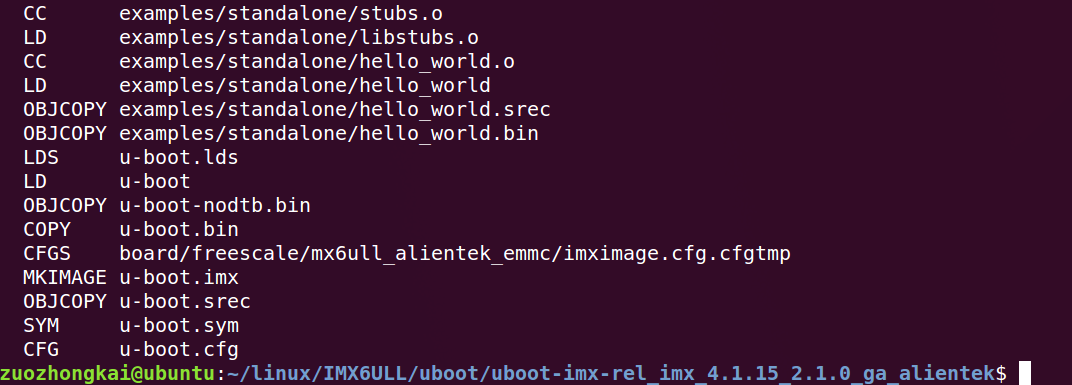 CC      examples/standalone/stubs.o
LD      examples/standalone/libstubs.o
CC      examples/standalone/hello_world.o
LD      examples/standalone/hello_world
OBJCOPY examples/standalone/hello_world.srec
OBJCOPY examples/standalone/hello_world.bin
LDS     u-boot.lds
LD      u-boot
OBJCOPY u-boot-nodtb.bin
COPY    u-boot.bin
CFGS    board/freescale/mx6ull_alientek_emmc/imximage.cfg.cfgtmp
MKIMAGE u-boot.imx
OBJCOPY u-boot.srec
SYM     u-boot.sym
CFG     u-boot.cfg
zuozhongkai@ubuntu:~/linux/IMX6ULL/uboot/uboot-imx-rel_imx_4.1.15_2.1.0_ga_alientek$